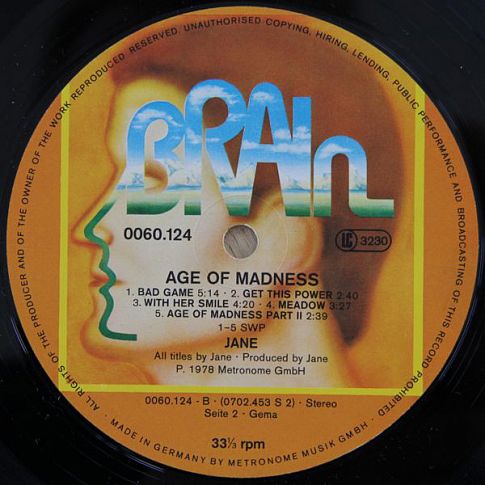 ALL RIGHTS OF THE PRODUCER AND OF THE OWNER OF THE WORK REPRODUCED RESERVED. UNAUTHORISED COPYING, HIRING, LENDING, PUBLIC PERFORMANCE AND BROADCASTING OF THIS RECORD PROHIBITED
BRAIN
0060.124
LC 3230
AGE OF MADNESS
1. BAD GAME 5:14 · 2. GET THIS POWER 2:40
3. WITH HER SMILE 4:20 · 4. MEADOW 3:27
5. AGE OF MADNESS PART II 2:39
1–5 SWP
JANE
All titles by Jane · Produced by Jane
P. 1978 Metronome GmbH
0060.124 - B · (0702.453 S 2) · Stereo
Seite 2 · Gema
33⅓ rpm
· MADE IN GERMANY BY METRONOME MUSIK GMBH ·